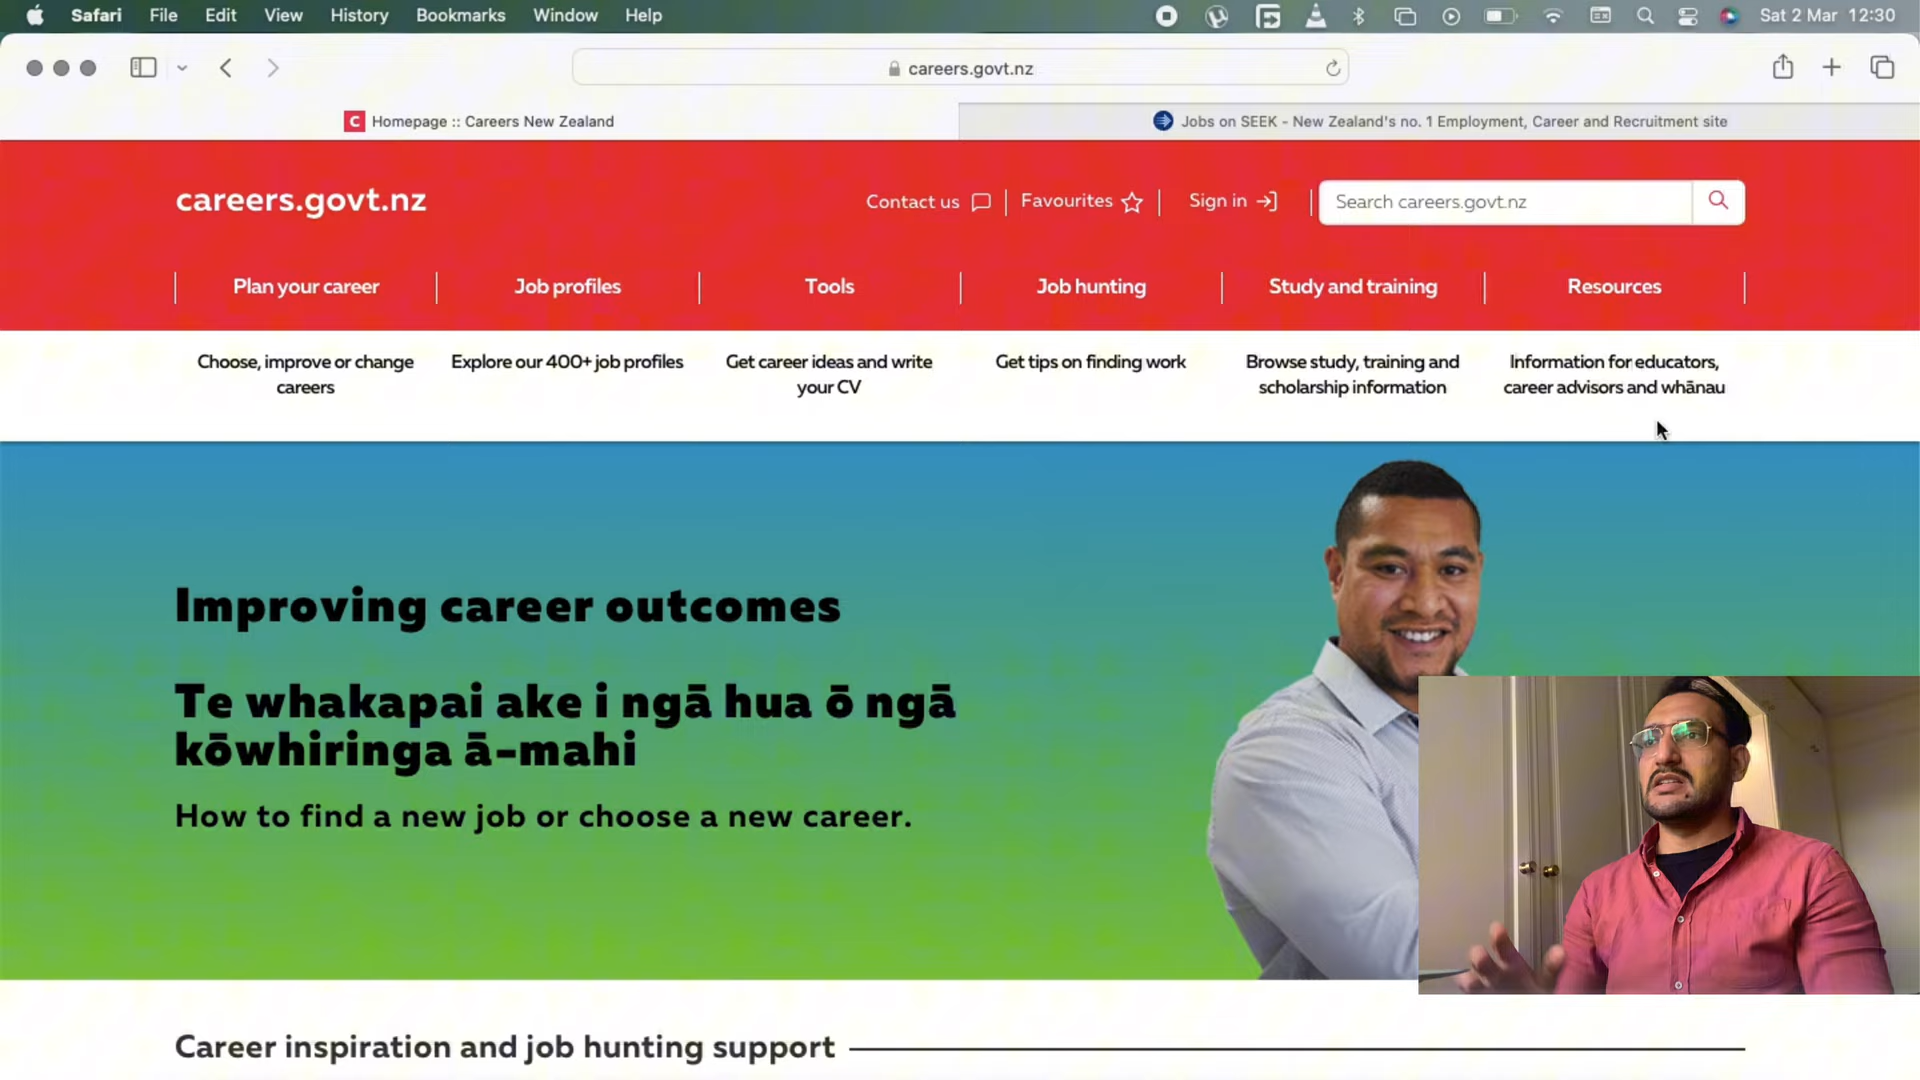 Safari File Edit View History Bookmarks Window Help Sat 2 Mar 12:30
careers.govt.nz
C Homepage :: Careers New Zealand
Jobs on SEEK - New Zealand's no. 1 Employment, Career and Recruitment site
careers.govt.nz
Contact us Favourites Sign in Search careers.govt.nz
Plan your career Job profiles Tools Job hunting Study and training Resources
Choose, improve or change
careers
Explore our 400+ job profiles
Get career ideas and write
your CV
Get tips on finding work
Browse study, training and
scholarship information
Information for educators,
career advisors and whānau
Improving career outcomes
Te whakapai ake i ngā hua ō ngā
kōwhiringa ā-mahi
How to find a new job or choose a new career.
Career inspiration and job hunting support